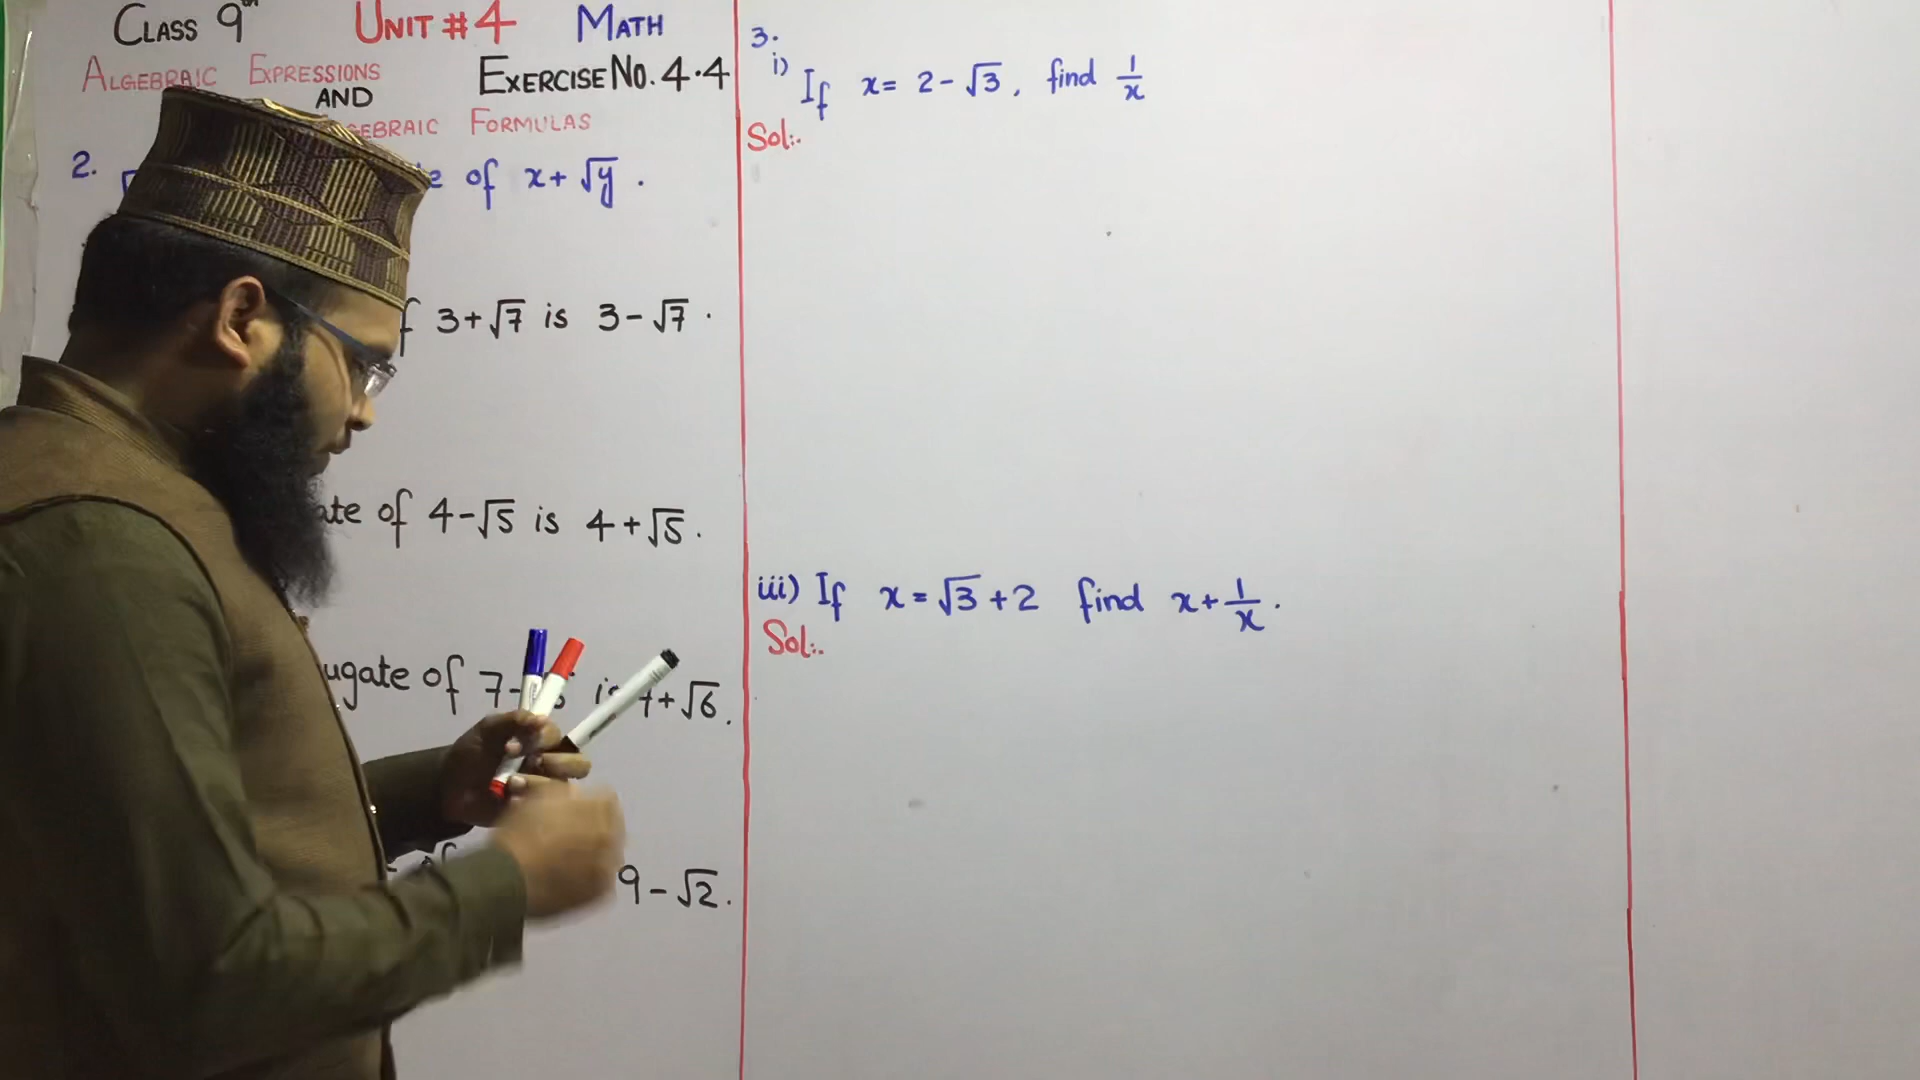 CLASS 9th UNIT # 4 MATH
ALGEBRAIC EXPRESSIONS
AND
EXERCISE NO. 4.4
EBRAIC FORMULAS
2. of x+√y .
3+√7 is 3-√7 .
ate of 4-√5 is 4+√5.
ugate of 7- +√6.
9-√2.
3.
i) If x= 2-√3, find 1/x
Sol:.
iii) If x=√3+2 find x+1/x.
Sol:.